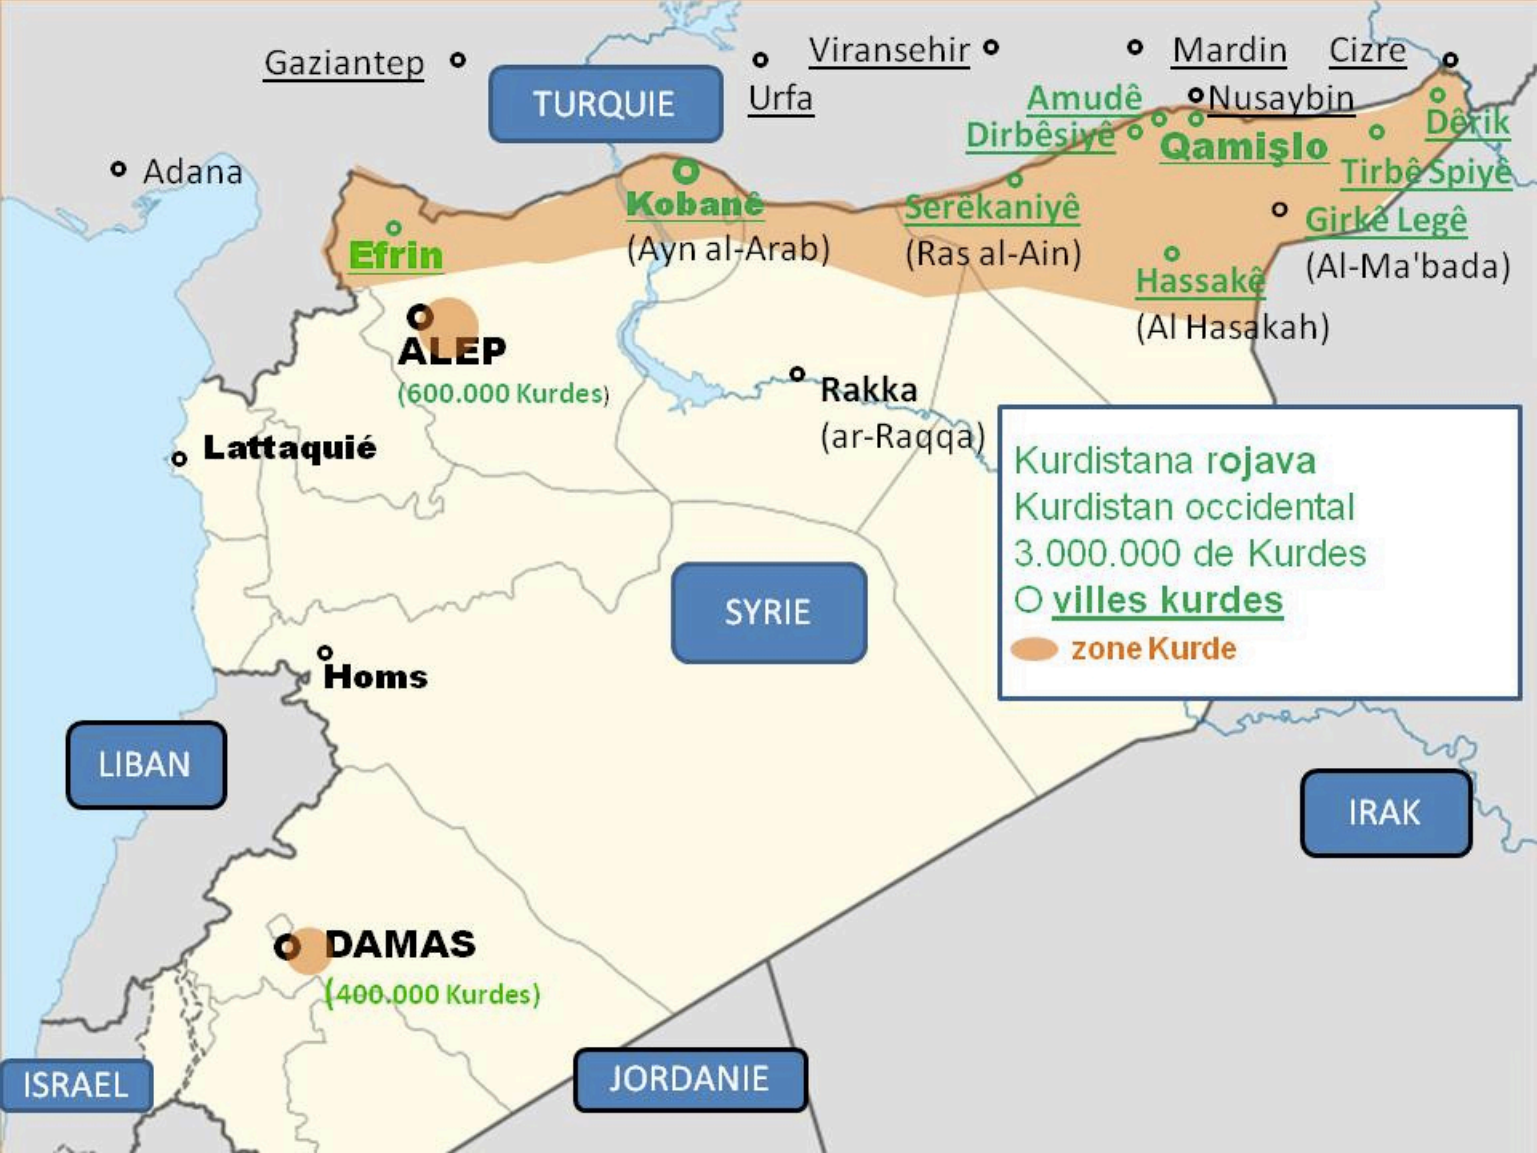 Gaziantep
TURQUIE
Urfa
Viransehir
Mardin
Cizre
Amudê
Nusaybin
Dirbêsiyê
Qamişlo
Dêrik
Tirbê Spiyê
Adana
Efrin
Kobanê
(Ayn al-Arab)
Serêkaniyê
(Ras al-Ain)
Girkê Legê
(Al-Ma'bada)
Hassakê
(Al Hasakah)
ALEP
(600.000 Kurdes)
Rakka
(ar-Raqqa)
Lattaquié
Kurdistana rojava
Kurdistan occidental
3.000.000 de Kurdes
villes kurdes
zone Kurde
SYRIE
Homs
LIBAN
IRAK
DAMAS
(400.000 Kurdes)
ISRAEL
JORDANIE